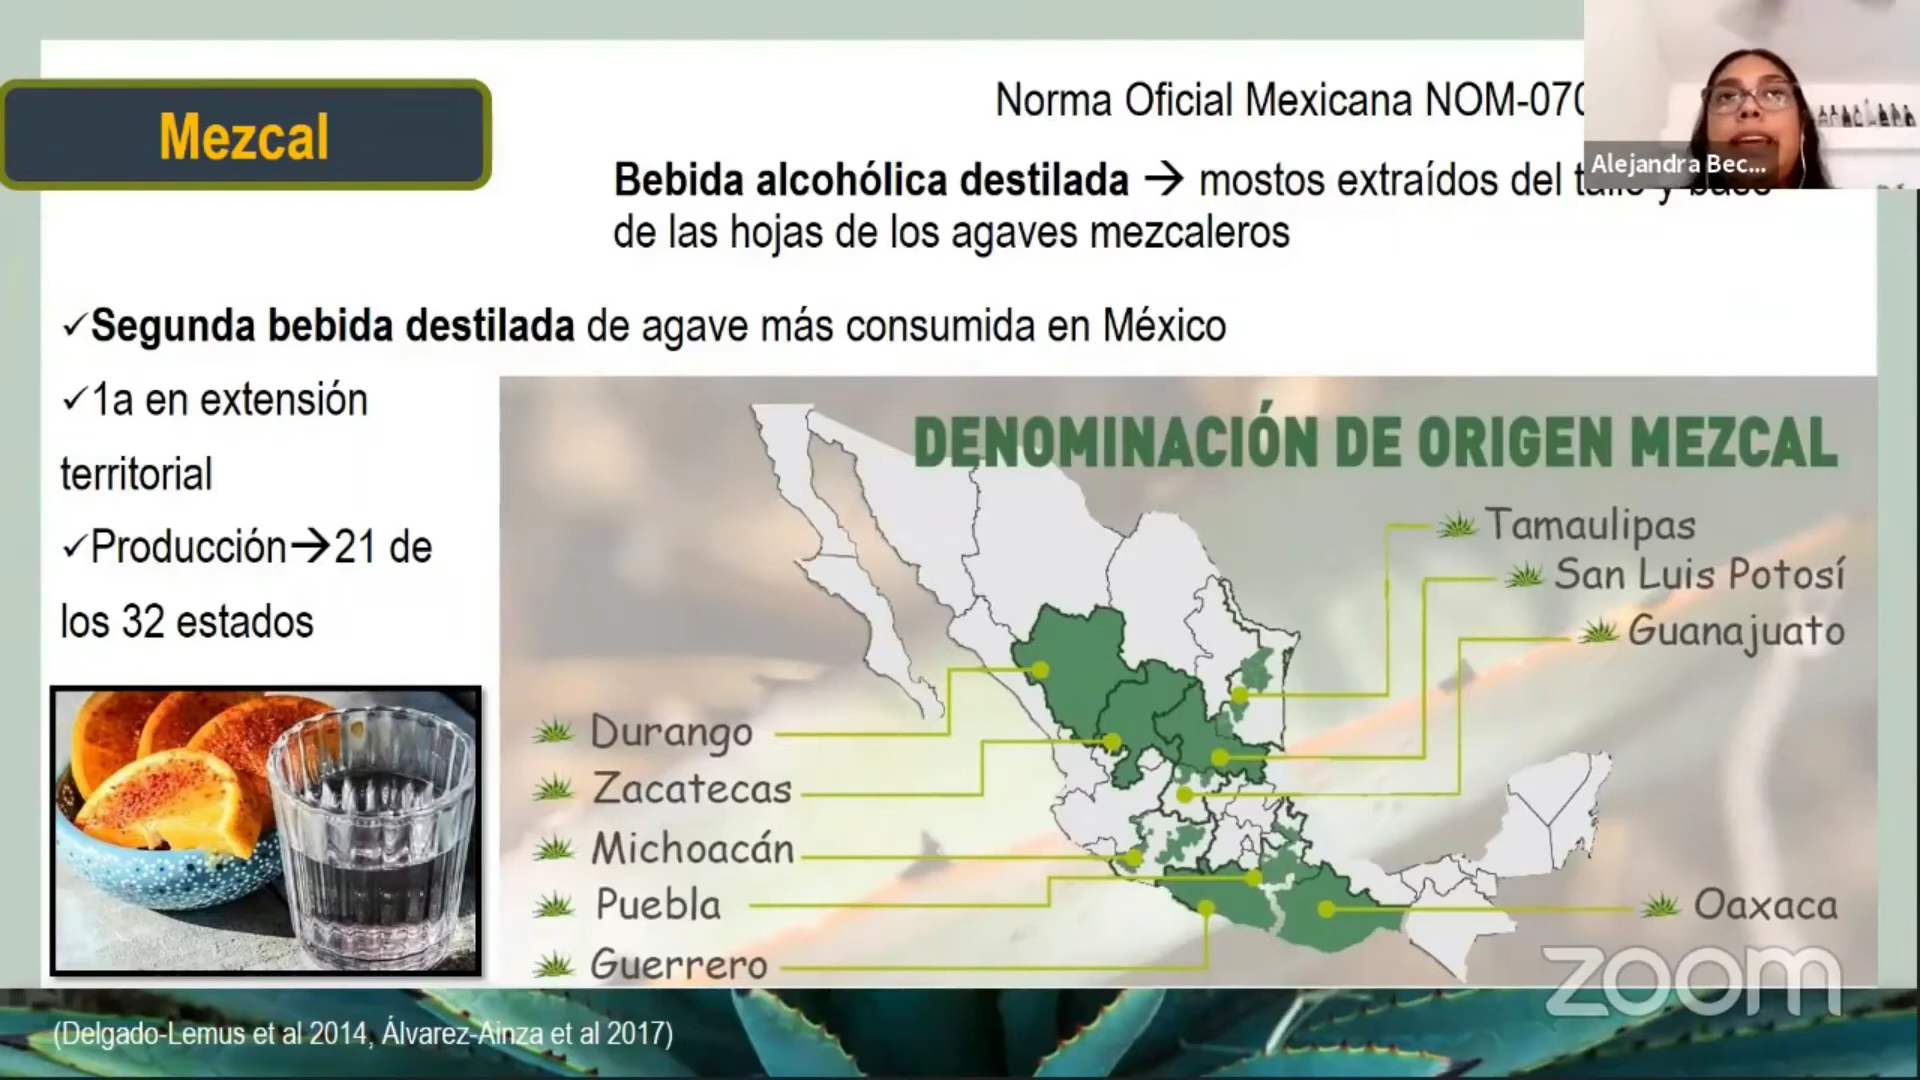 Mezcal
Norma Oficial Mexicana NOM-070
Alejandra Bec...
Bebida alcohólica destilada → mostos extraídos del
de las hojas de los agaves mezcaleros
✓Segunda bebida destilada de agave más consumida en México
✓1a en extensión
territorial
✓Producción→21 de
los 32 estados
DENOMINACIÓN DE ORIGEN MEZCAL
Tamaulipas
San Luis Potosí
Guanajuato
Durango
Zacatecas
Michoacán
Puebla
Guerrero
Oaxaca
zoom
(Delgado-Lemus et al 2014, Álvarez-Ainza et al 2017)